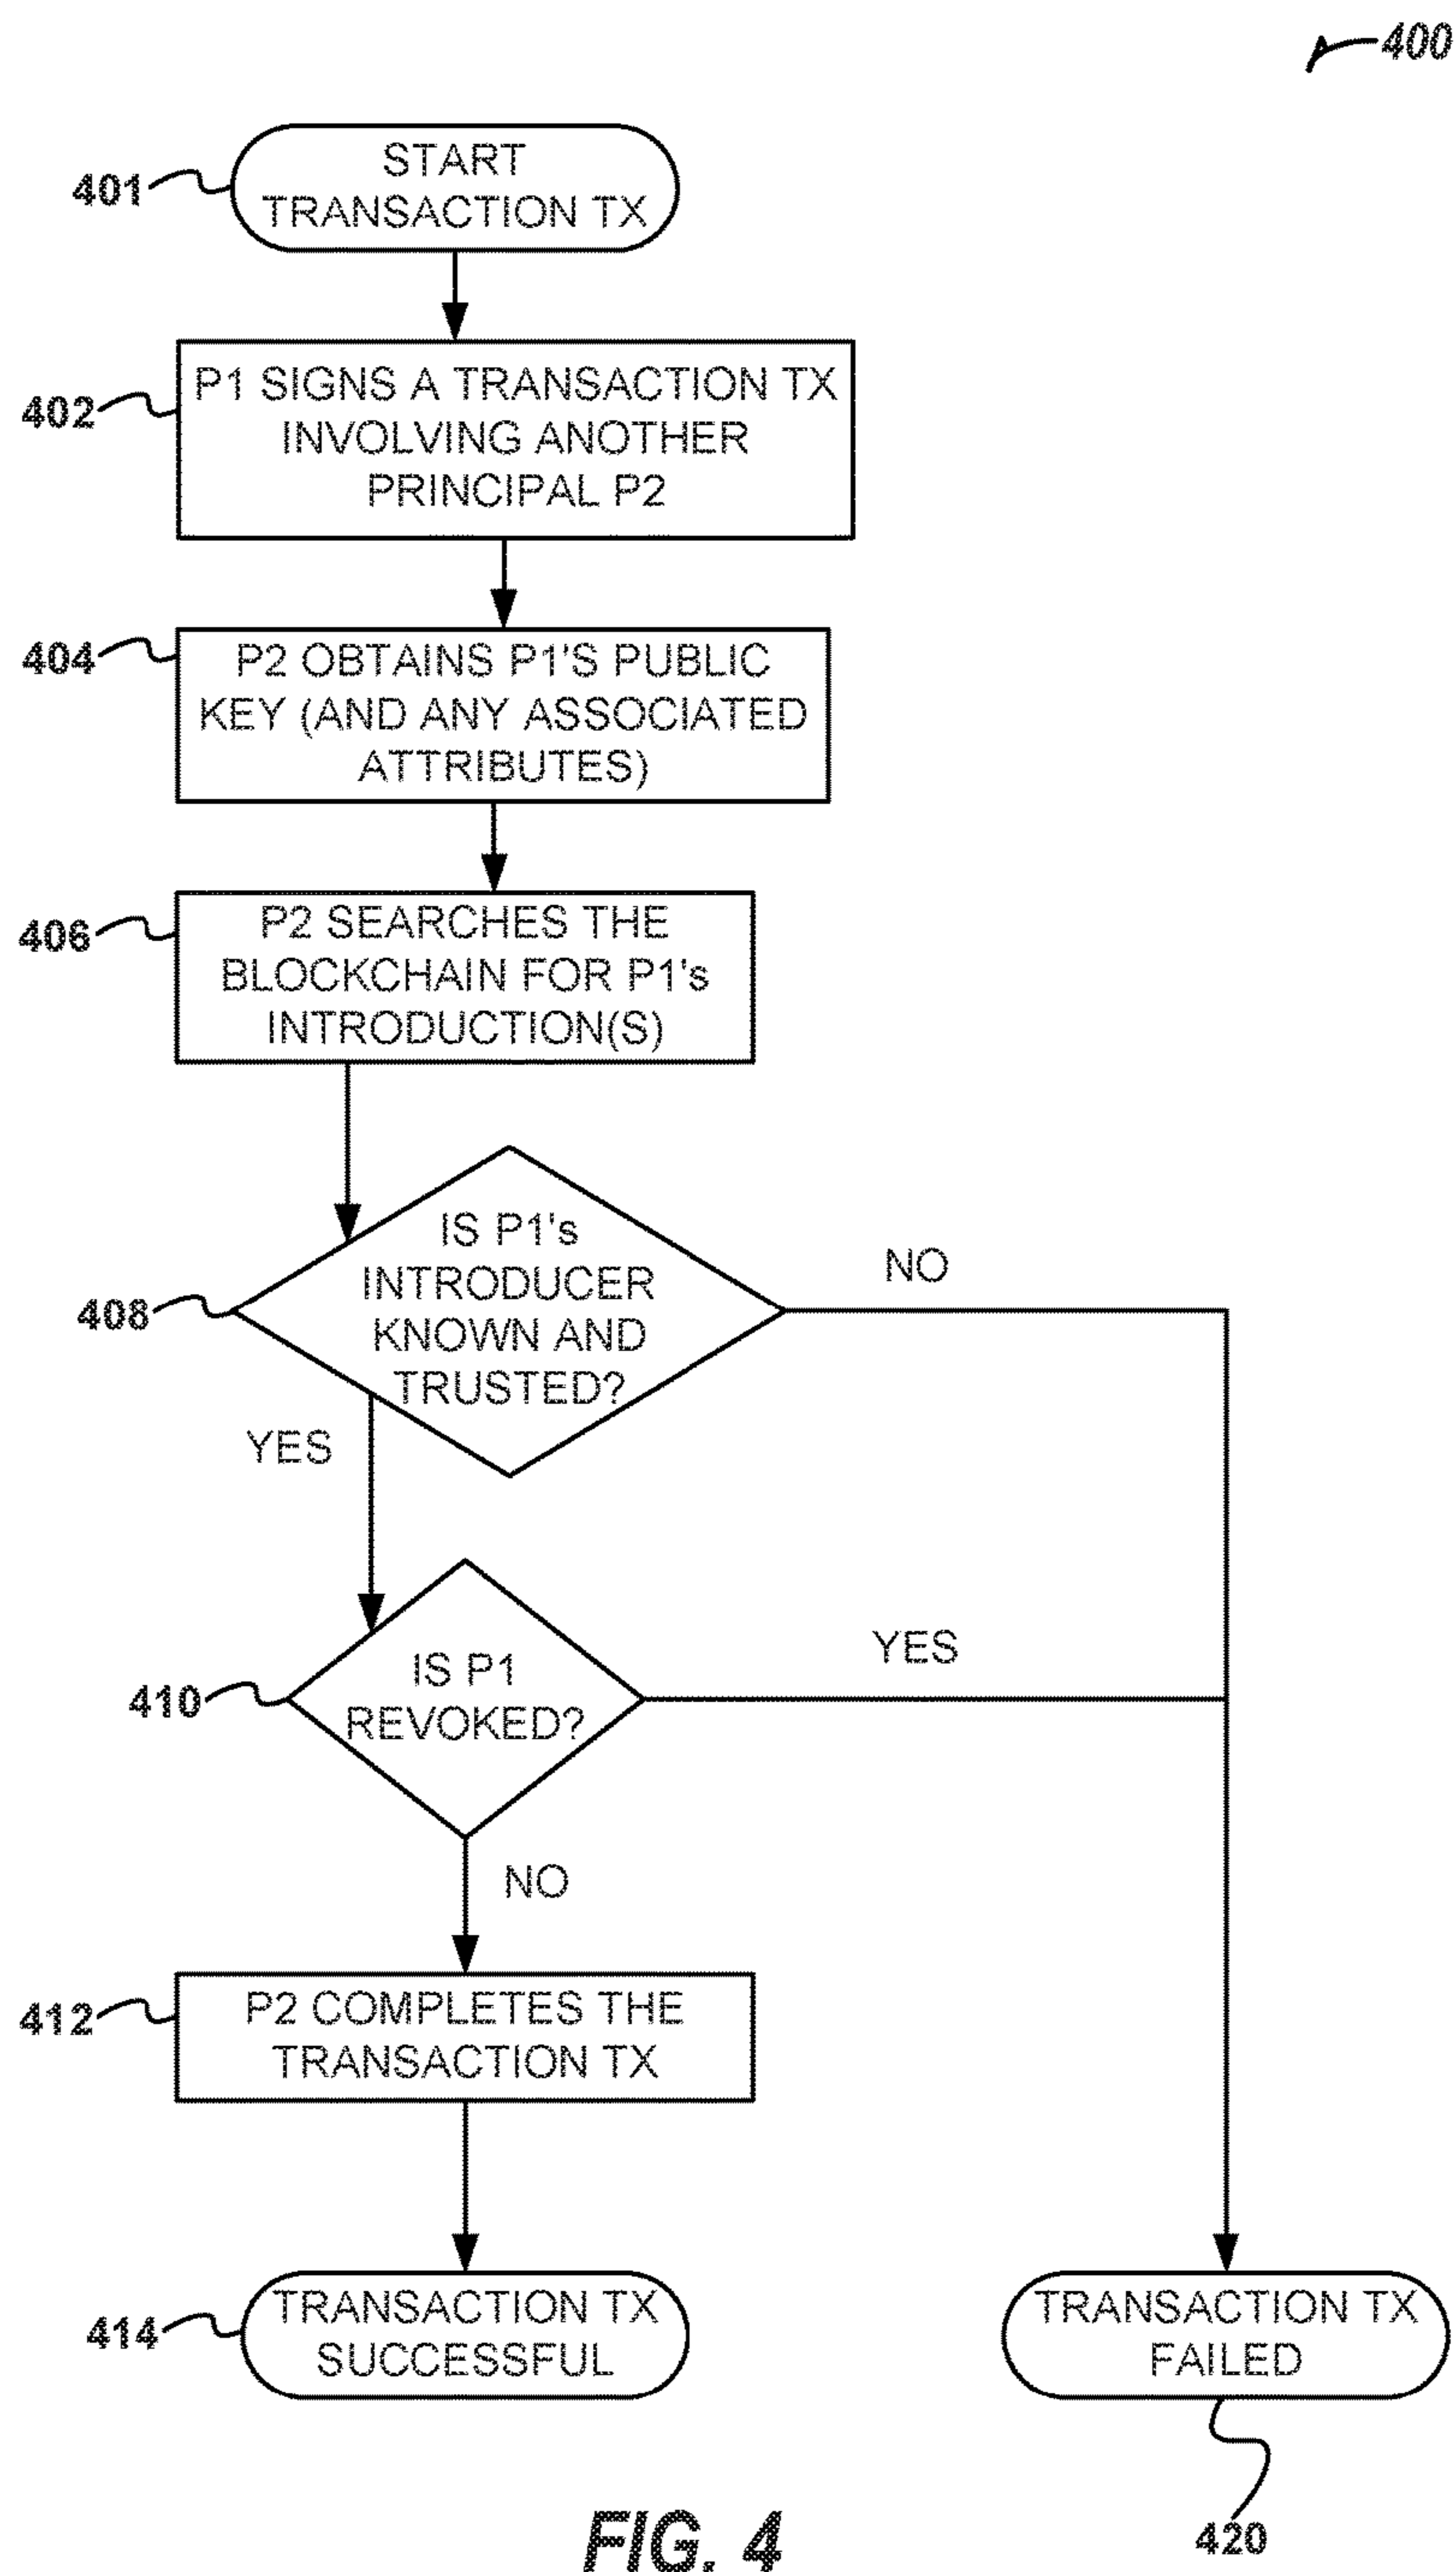 400
401
START
TRANSACTION TX
402
P1 SIGNS A TRANSACTION TX
INVOLVING ANOTHER
PRINCIPAL P2
404
P2 OBTAINS P1'S PUBLIC
KEY (AND ANY ASSOCIATED
ATTRIBUTES)
406
P2 SEARCHES THE
BLOCKCHAIN FOR P1's
INTRODUCTION(S)
408
IS P1's
INTRODUCER
KNOWN AND
TRUSTED?
NO
YES
410
IS P1
REVOKED?
YES
NO
412
P2 COMPLETES THE
TRANSACTION TX
414
TRANSACTION TX
SUCCESSFUL
TRANSACTION TX
FAILED
420
FIG. 4